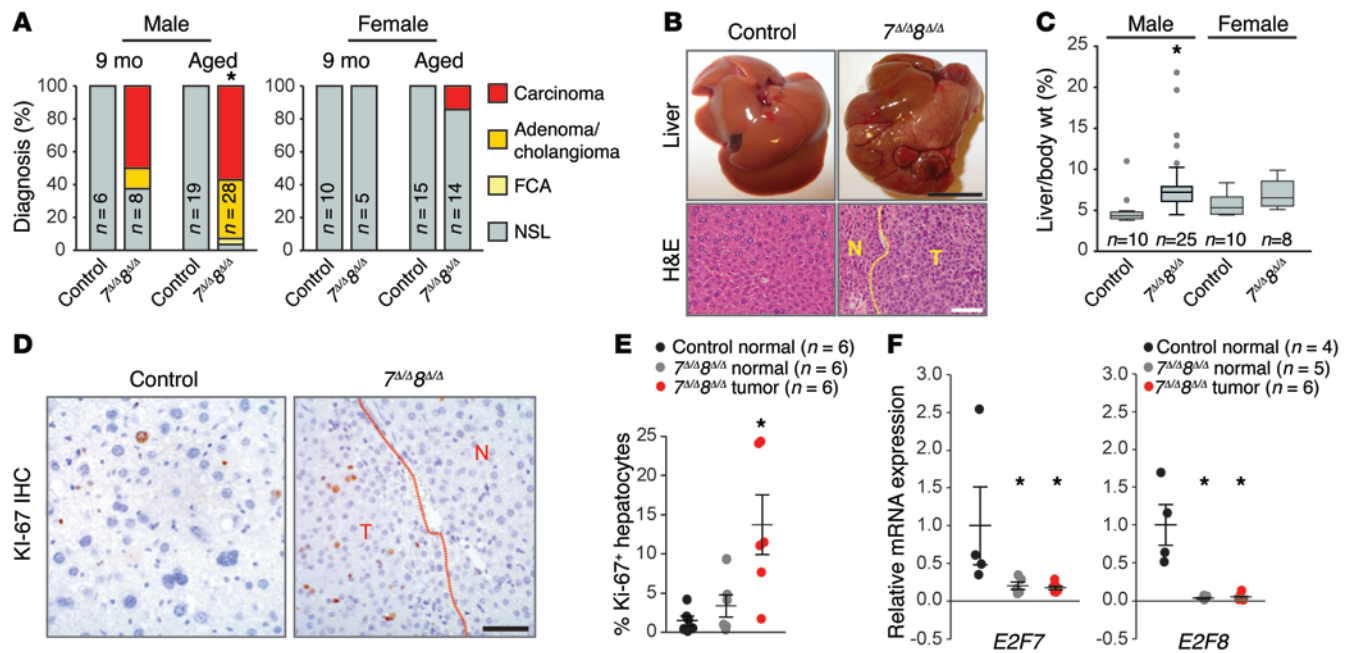 A
Male
Female
9 mo
Aged
9 mo
Aged
*
Diagnosis (%)
100
80
60
40
20
0
n = 6
n = 8
n = 19
n = 28
Control
7Δ/Δ8Δ/Δ
Control
7Δ/Δ8Δ/Δ
100
80
60
40
20
0
n = 10
n = 5
n = 15
n = 14
Control
7Δ/Δ8Δ/Δ
Control
7Δ/Δ8Δ/Δ
Carcinoma
Adenoma/
cholangioma
FCA
NSL
B
Control
7Δ/Δ8Δ/Δ
Liver
H&E
N
T
C
Male
Female
Liver/body wt (%)
25
20
15
10
5
0
*
n=10
n=25
n=10
n=8
Control
7Δ/Δ8Δ/Δ
Control
7Δ/Δ8Δ/Δ
D
Control
7Δ/Δ8Δ/Δ
KI-67 IHC
T
N
E
Control normal (n = 6)
7Δ/Δ8Δ/Δ normal (n = 6)
7Δ/Δ8Δ/Δ tumor (n = 6)
% Ki-67+ hepatocytes
25
20
15
10
5
0
*
F
Control normal (n = 4)
7Δ/Δ8Δ/Δ normal (n = 5)
7Δ/Δ8Δ/Δ tumor (n = 6)
Relative mRNA expression
3.0
2.5
2.0
1.5
1.0
0.5
0.0
-0.5
* *
E2F7
3.0
2.5
2.0
1.5
1.0
0.5
0.0
-0.5
* *
E2F8